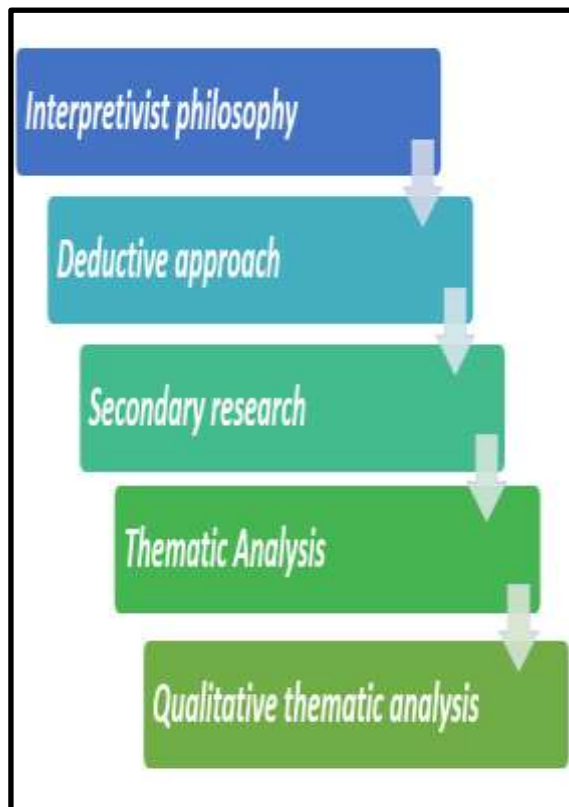 Interpretivist philosophy
Deductive approach
Secondary research
Thematic Analysis
Qualitative thematic analysis